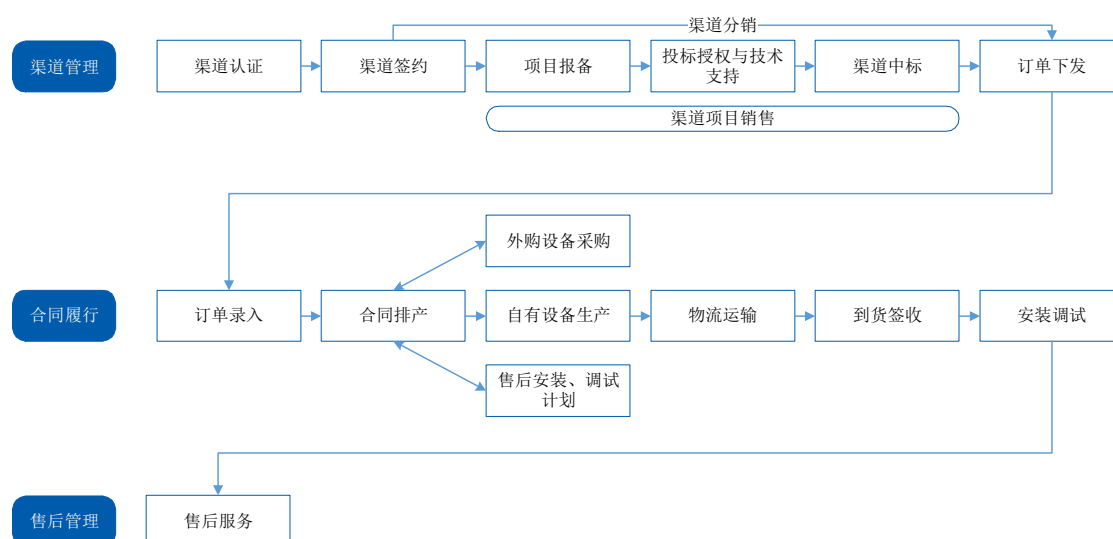 渠道分销
渠道管理
渠道认证
渠道签约
项目报备
投标授权与技术
支持
渠道中标
订单下发
渠道项目销售
外购设备采购
合同履行
订单录入
合同排产
自有设备生产
物流运输
到货签收
安装调试
售后安装、调试
计划
售后管理
售后服务